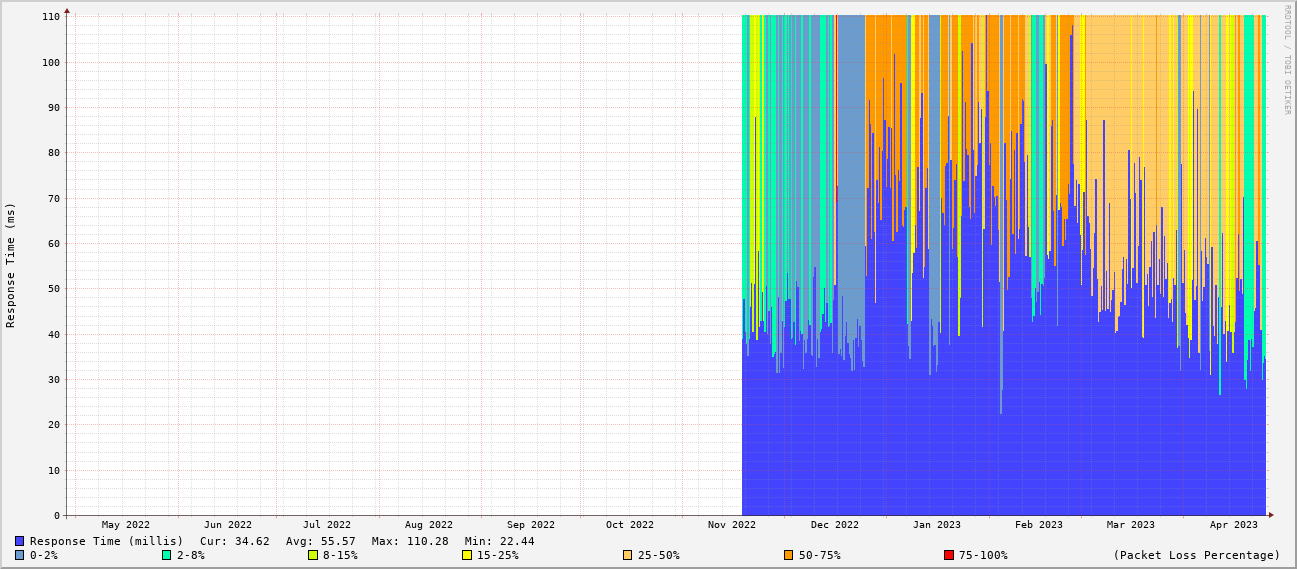 RRDTOOL / TOBI OETIKER
Response Time (ms)
110
100
90
80
70
60
50
40
30
20
10
0
May 2022 Jun 2022 Jul 2022 Aug 2022 Sep 2022 Oct 2022 Nov 2022 Dec 2022 Jan 2023 Feb 2023 Mar 2023 Apr 2023
Response Time (millis) Cur: 34.62 Avg: 55.57 Max: 110.28 Min: 22.44
0-2% 2-8% 8-15% 15-25% 25-50% 50-75% 75-100% (Packet Loss Percentage)